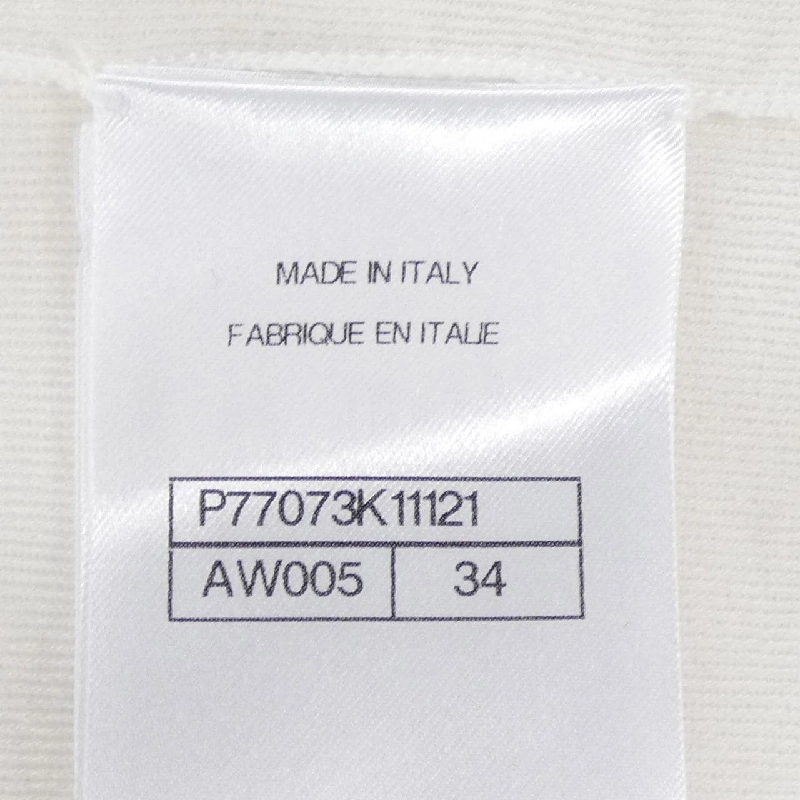 MADE IN ITALY
FABRIQUE EN ITALIE
P77073K11121
AW005 34